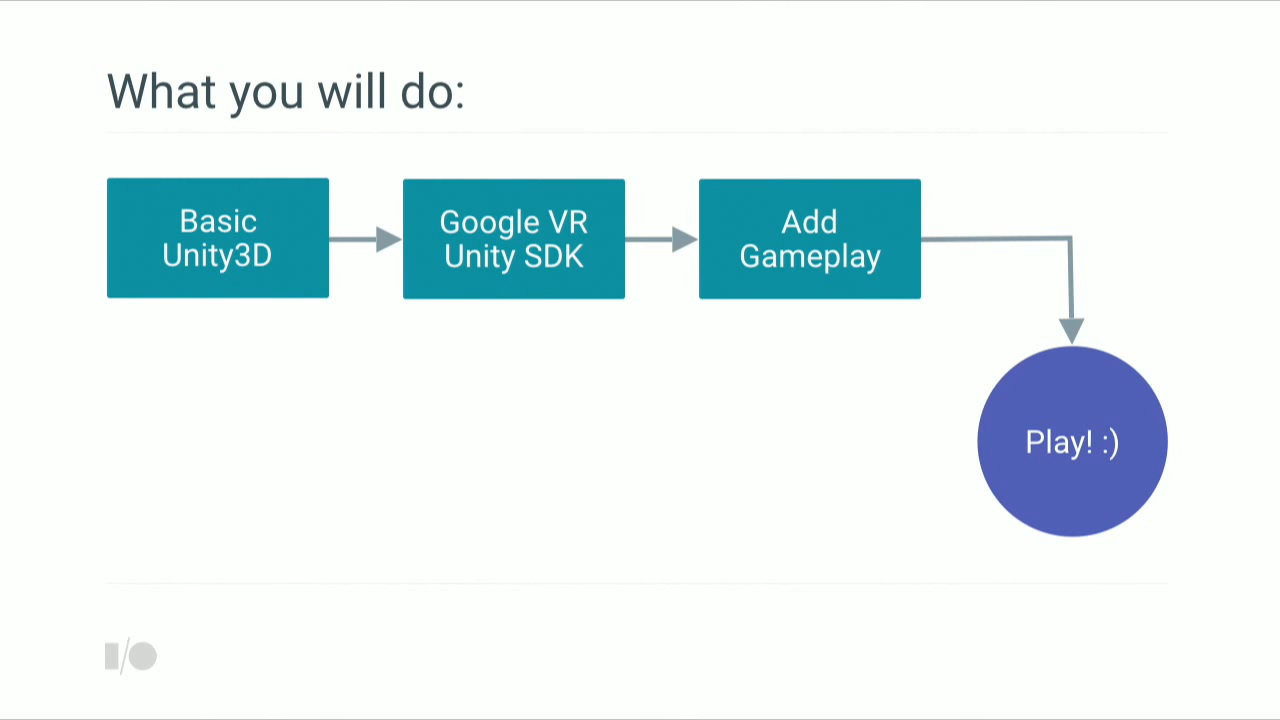 What you will do:
Basic
Unity3D
Google VR
Unity SDK
Add
Gameplay
Play! :)
I/O